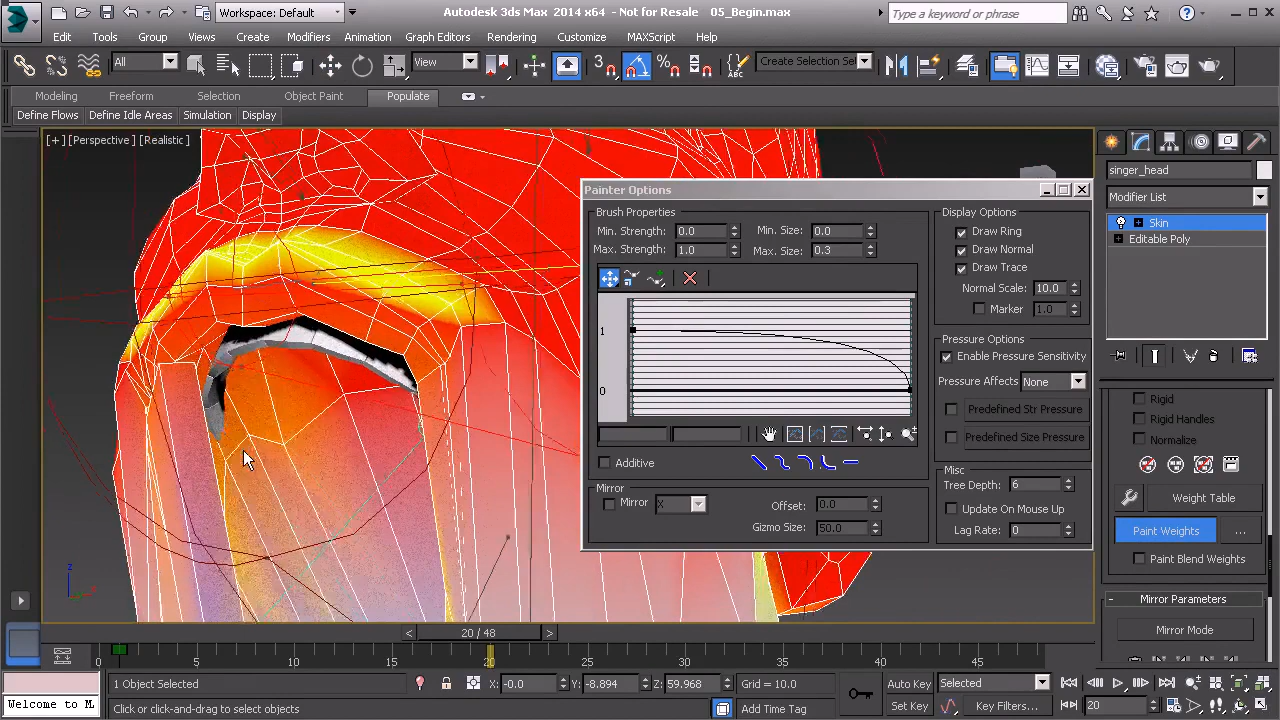 Workspace: Default
Autodesk 3ds Max 2014 x64 - Not for Resale 05_Begin.max
Type a keyword or phrase
Edit Tools Group Views Create Modifiers Animation Graph Editors Rendering Customize MAXScript Help
All View Create Selection Se
Modeling Freeform Selection Object Paint Populate
Define Flows Define Idle Areas Simulation Display
[+] [Perspective] [Realistic]
singer_head
Modifier List
Skin
Editable Poly
Painter Options
Brush Properties
Min. Strength: 0.0 Min. Size: 0.0
Max. Strength: 1.0 Max. Size: 0.3
1
0
Additive
Mirror
Mirror X Offset: 0.0
Gizmo Size: 50.0
Display Options
Draw Ring
Draw Normal
Draw Trace
Normal Scale: 10.0
Marker 1.0
Pressure Options
Enable Pressure Sensitivity
Pressure Affects None
Predefined Str Pressure
Predefined Size Pressure
Misc
Tree Depth: 6
Update On Mouse Up
Lag Rate: 0
Rigid
Rigid Handles
Normalize
Weight Table
Paint Weights ...
Paint Blend Weights
- Mirror Parameters
Mirror Mode
z
< 20 / 48 >
0 5 10 15 20 25 30 35 40 45
1 Object Selected X: -0.0 Y: -8.894 Z: 59.968 Grid = 10.0 Auto Key Selected
Welcome to M Click or click-and-drag to select objects Add Time Tag Set Key Key Filters... 20